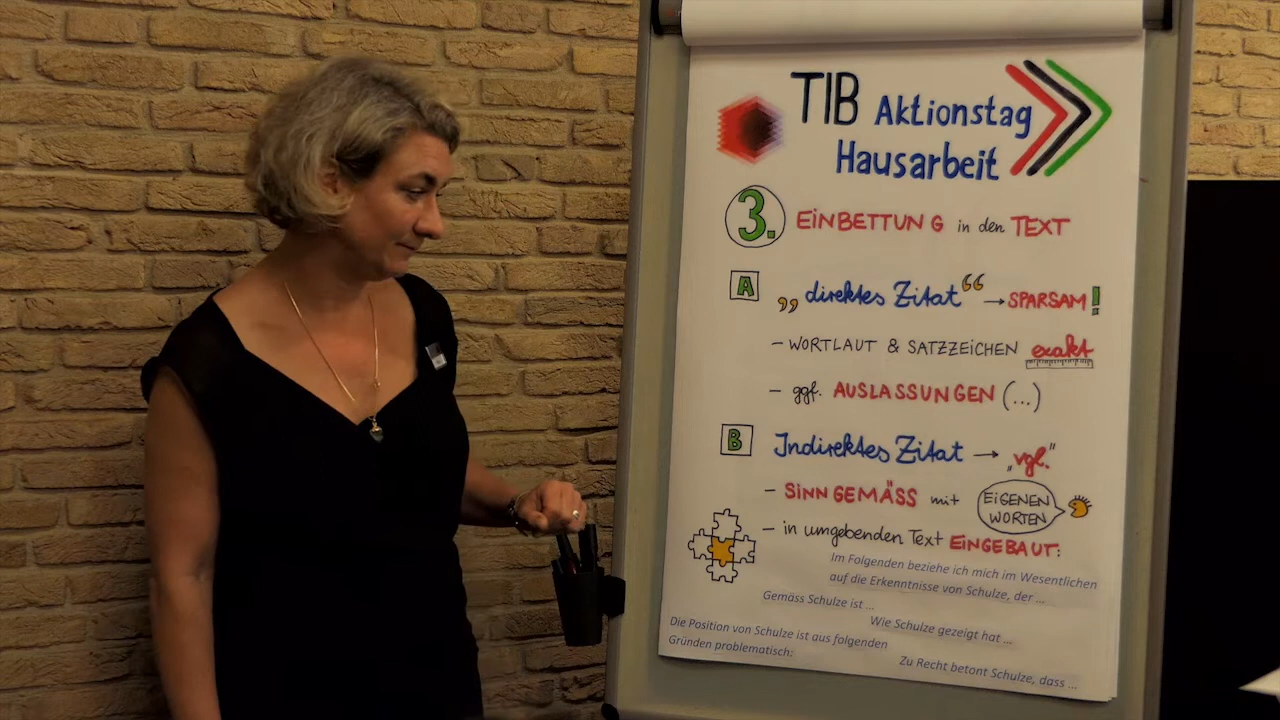 TIB Aktionstag
Hausarbeit
3. EINBETTUNG in den TEXT
A „direktes Zitat“ → SPARSAM!
- WORTLAUT & SATZZEICHEN exakt
- ggf. AUSLASSUNGEN (...)
B Indirektes Zitat → „vgl.“
- SINNGEMÄSS mit EIGENEN
WORTEN
- in umgebenden Text EINGEBAUT:
Im Folgenden beziehe ich mich im Wesentlichen
auf die Erkenntnisse von Schulze, der ...
Gemäss Schulze ist ...
Wie Schulze gezeigt hat ...
Die Position von Schulze ist aus folgenden
Gründen problematisch:
Zu Recht betont Schulze, dass ...